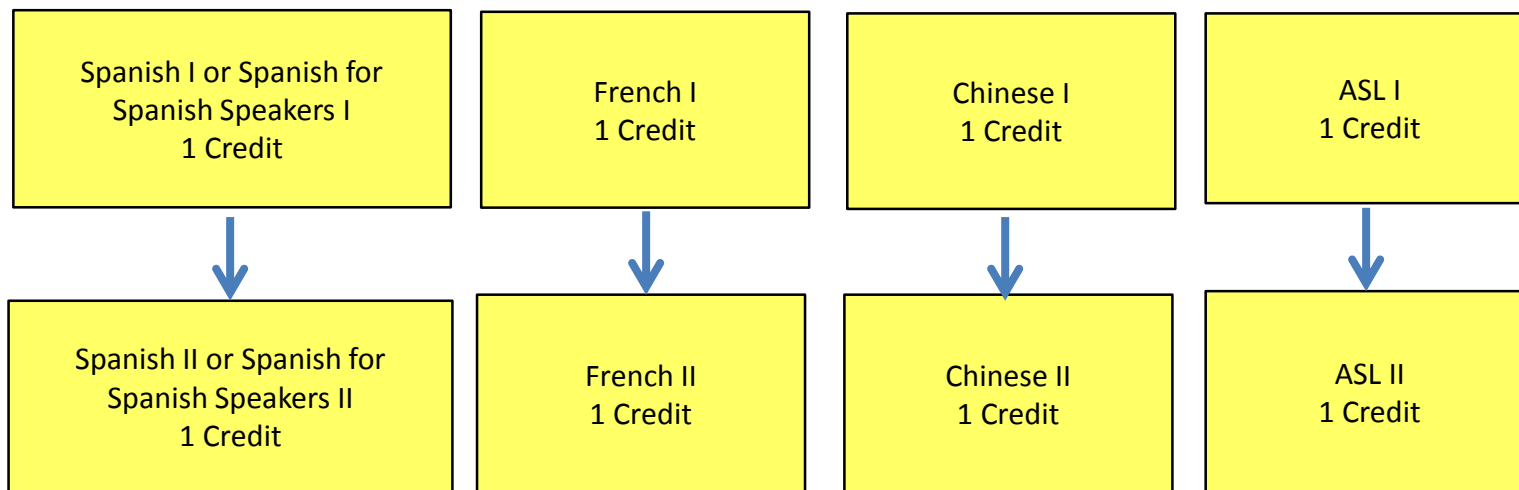 Spanish I or Spanish for
Spanish Speakers I
1 Credit
French I
1 Credit
Chinese I
1 Credit
ASL I
1 Credit
Spanish II or Spanish for
Spanish Speakers II
1 Credit
French II
1 Credit
Chinese II
1 Credit
ASL II
1 Credit